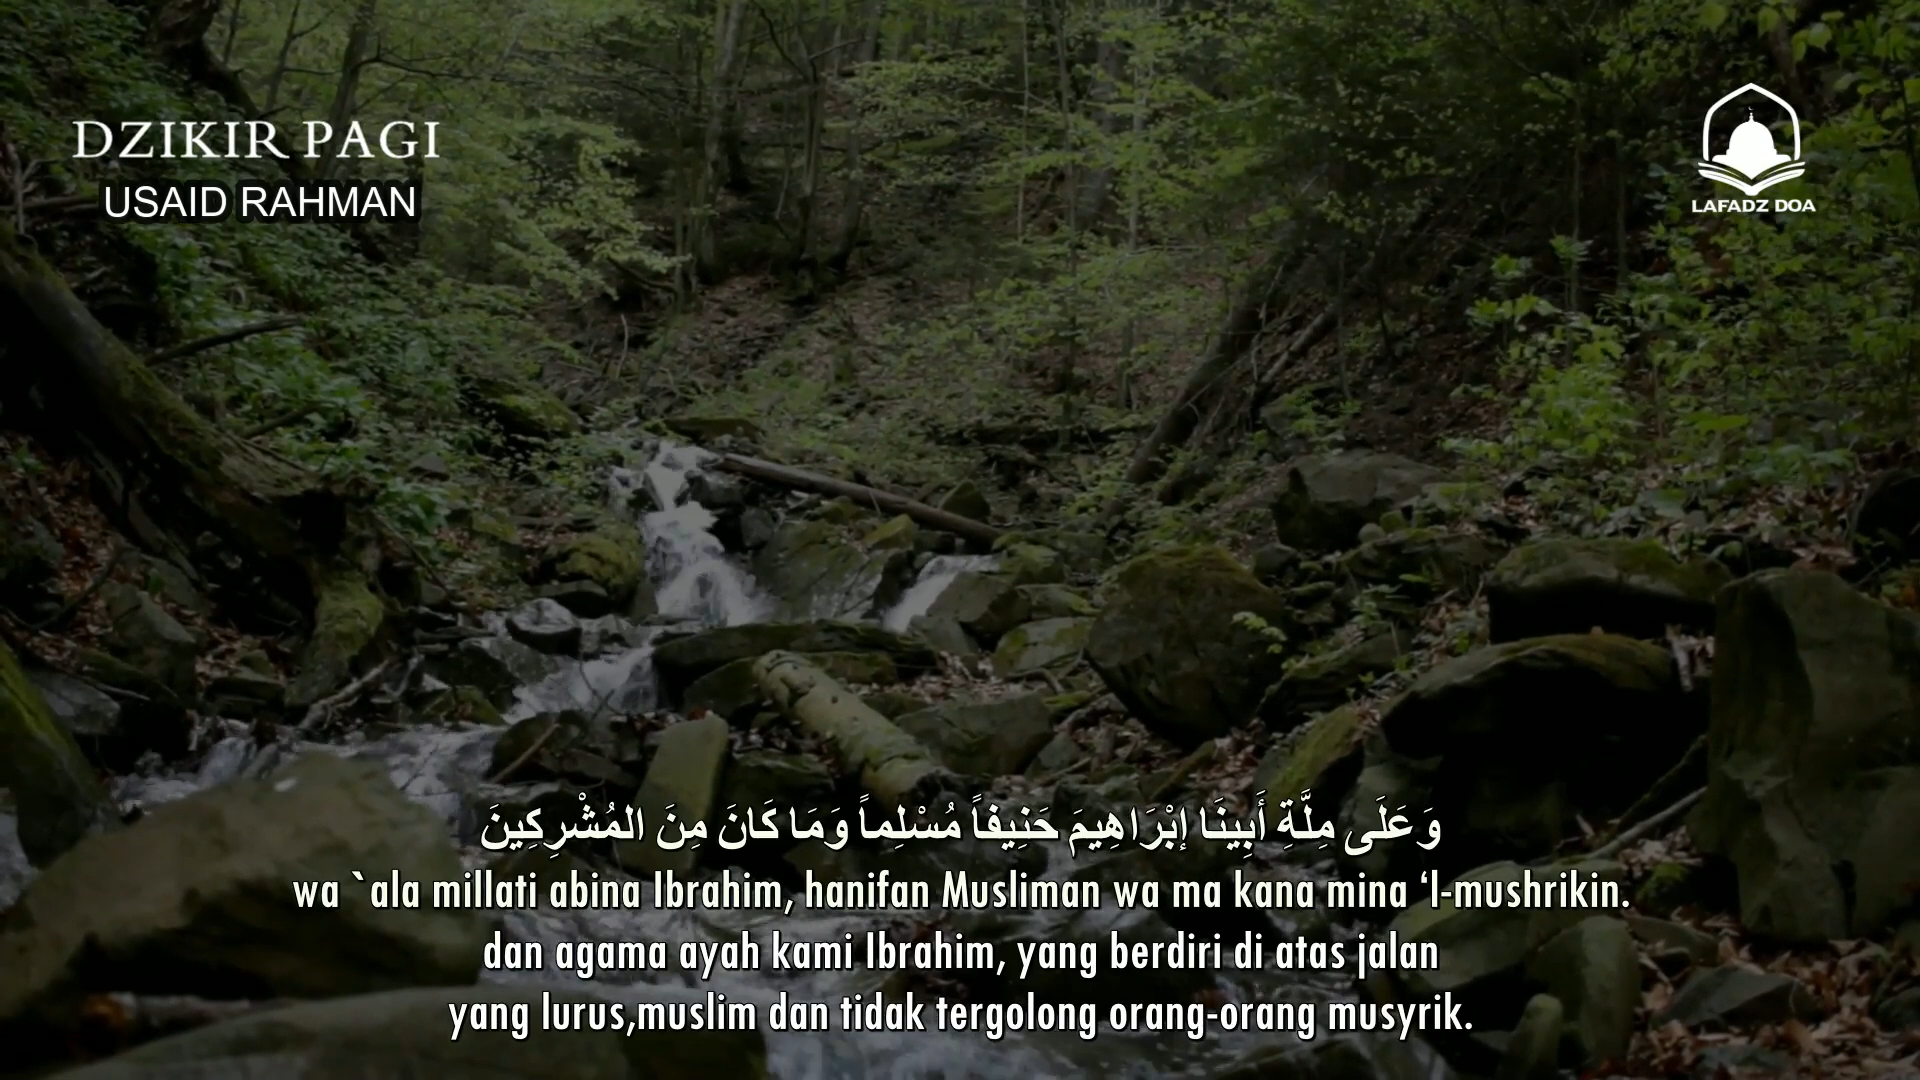 DZIKIR PAGI
USAID RAHMAN
LAFADZ DOA
وَعَلَى مِلَّةِ أَبِينَا إبْرَاهِيمَ حَنِيفاً مُسْلِماً وَمَا كَانَ مِنَ المُشْرِكِينَ
wa `ala millati abina Ibrahim, hanifan Musliman wa ma kana mina ‘l-mushrikin.
dan agama ayah kami Ibrahim, yang berdiri di atas jalan
yang lurus,muslim dan tidak tergolong orang-orang musyrik.